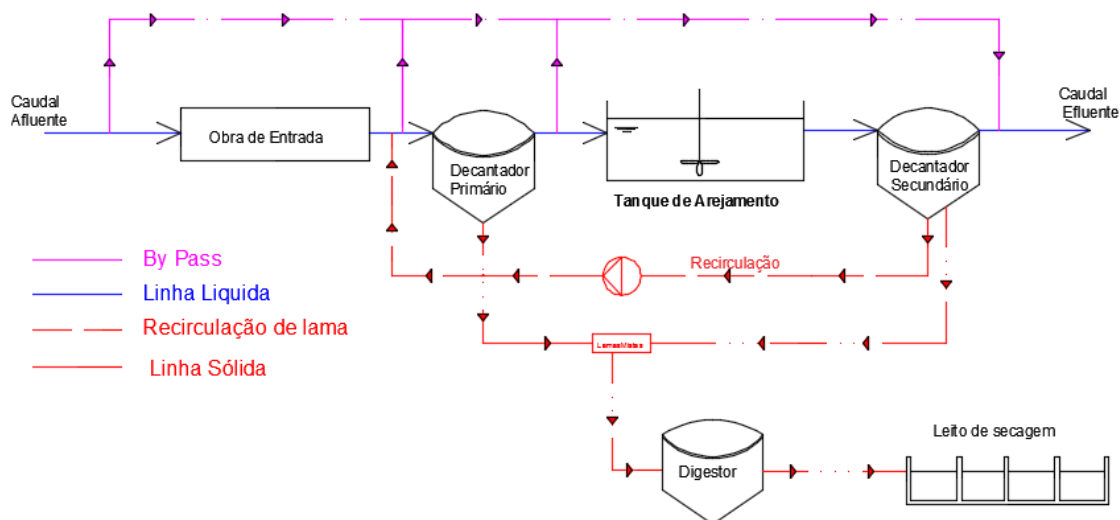 Caudal
Afluente
Obra de Entrada
Decantador
Primário
Tanque de Arejamento
Decantador
Secundário
Caudal
Efluente
Recirculação
By Pass
Linha Liquida
Recirculação de lama
Linha Sólida
LamasMistas
Digestor
Leito de secagem